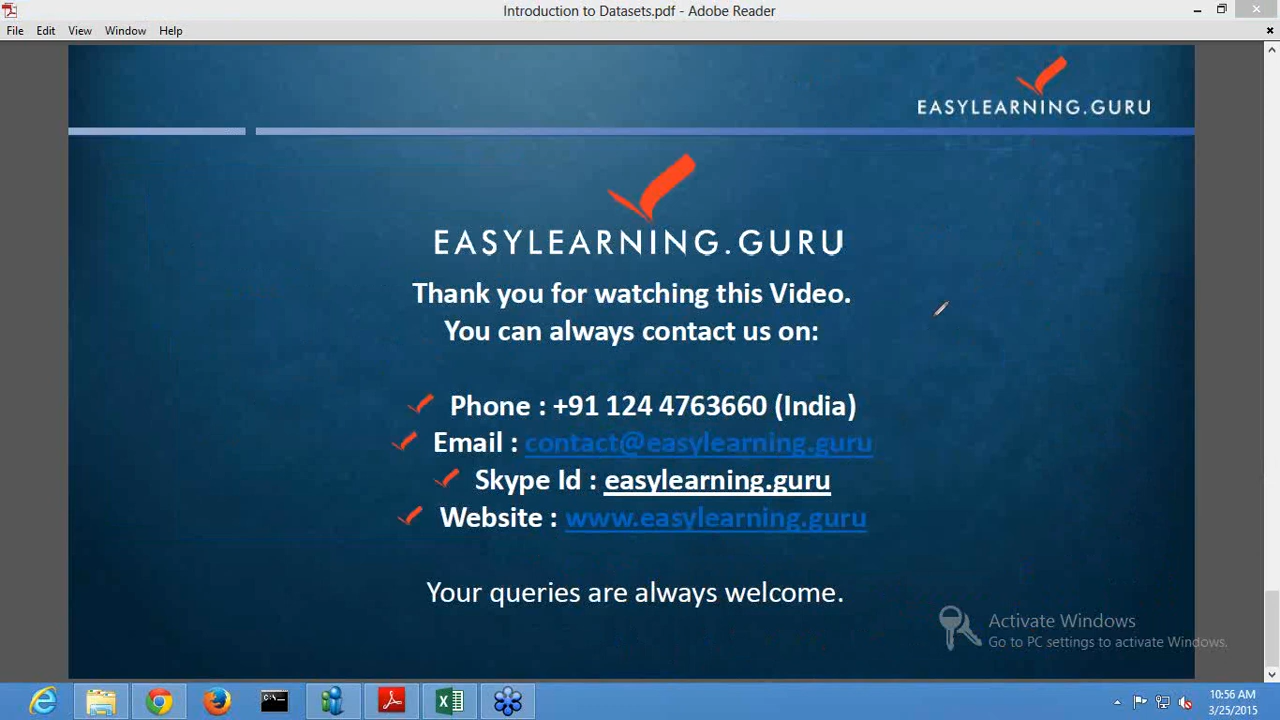 Introduction to Datasets.pdf - Adobe Reader
File Edit View Window Help
EASYLEARNING.GURU
EASYLEARNING.GURU
Thank you for watching this Video.
You can always contact us on:
Phone : +91 124 4763660 (India)
Email : contact@easylearning.guru
Skype Id : easylearning.guru
Website : www.easylearning.guru
Your queries are always welcome.
Activate Windows
Go to PC settings to activate Windows.
10:56 AM
3/25/2015